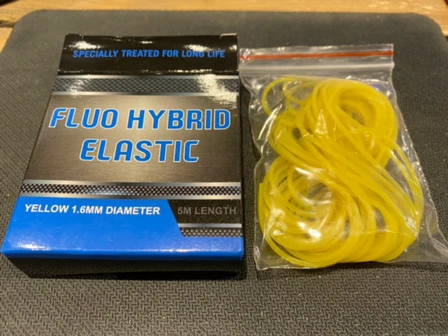 SPECIALLY TREATED FOR LONG LIFE
FLUO HYBRID
ELASTIC
YELLOW 1.6MM DIAMETER 5M LENGTH